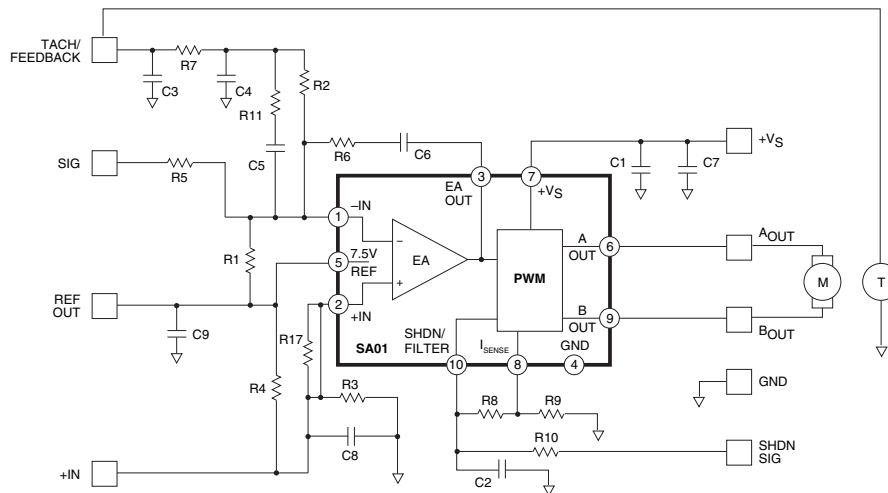 TACH/
FEEDBACK
R7
C3
C4
R11
R2
C5
R6
C6
SIG
R5
+VS
C1
C7
3
7
EA
OUT
+VS
1
–IN
R1
5
7.5V
REF
EA
–
+
PWM
A
OUT
6
AOUT
M
T
REF
OUT
C9
2
+IN
B
OUT
9
BOUT
R17
SHDN/
FILTER
SA01
ISENSE
GND
10
8
4
R4
R3
C8
R8
R9
GND
R10
SHDN
SIG
C2
+IN